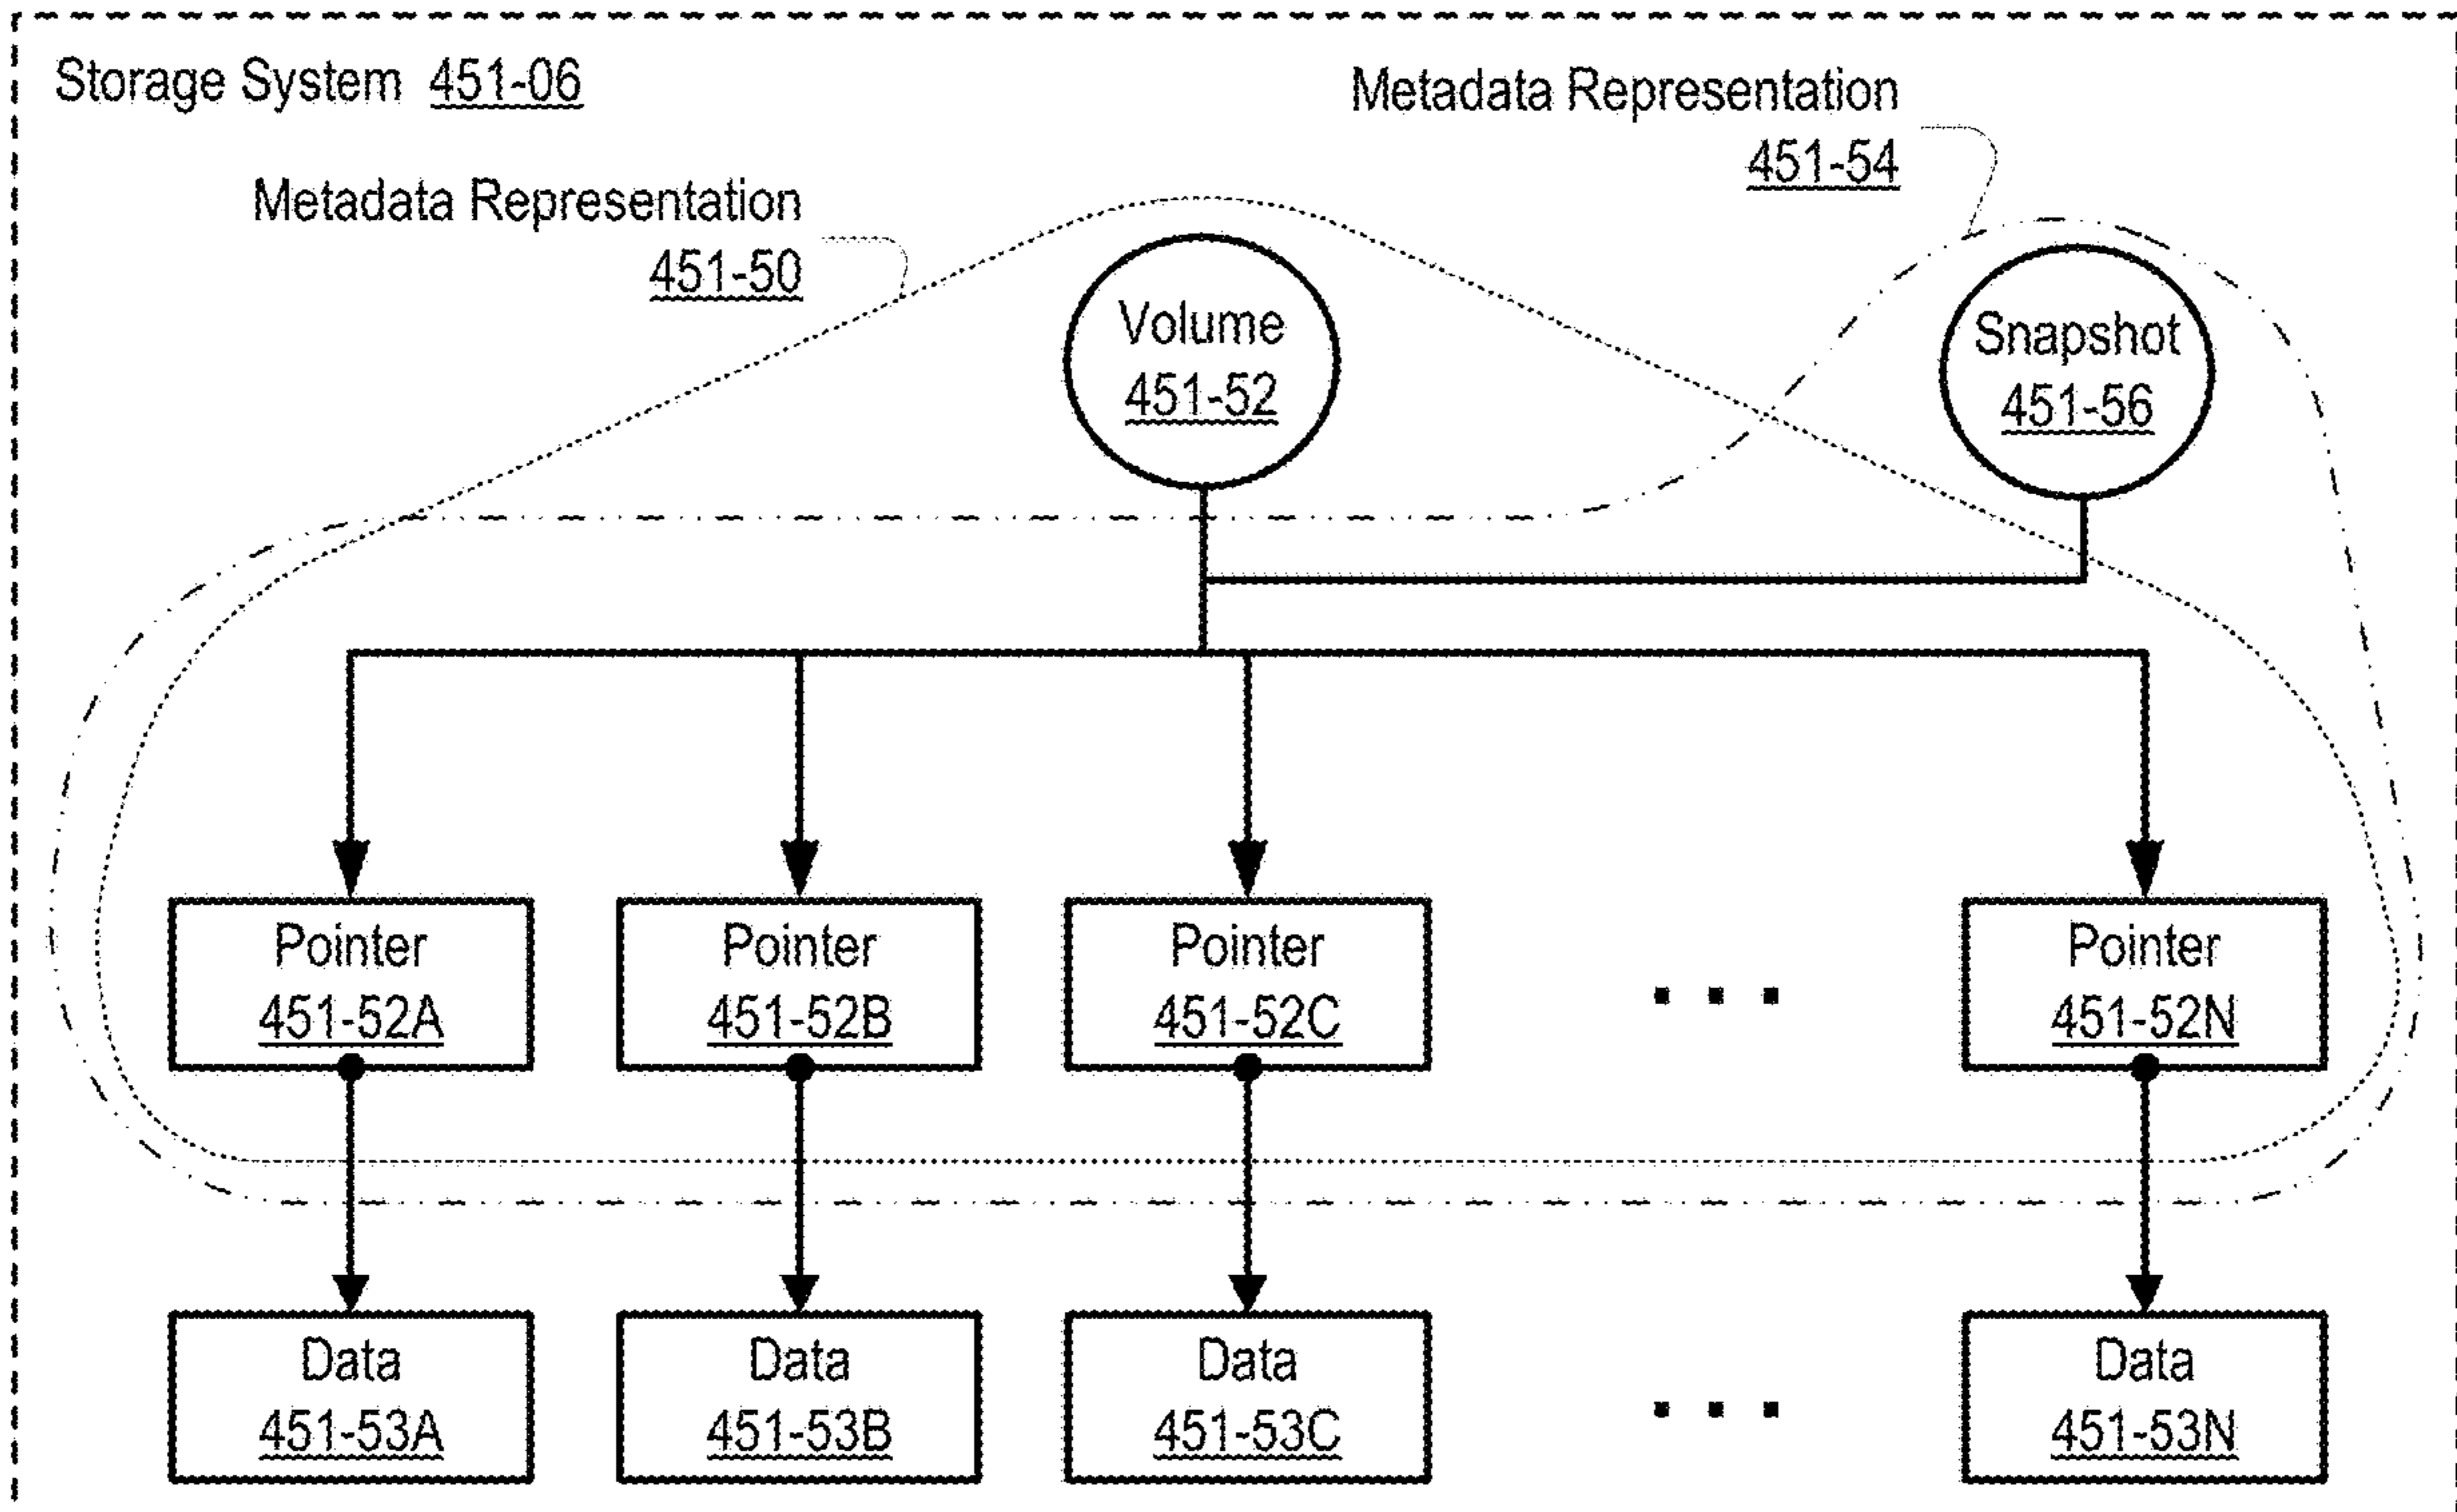 Storage System 451-06
Metadata Representation
451-54
Metadata Representation
451-50
Volume
451-52
Snapshot
451-56
Pointer
451-52A
Pointer
451-52B
Pointer
451-52C
. . .
Pointer
451-52N
Data
451-53A
Data
451-53B
Data
451-53C
. . .
Data
451-53N